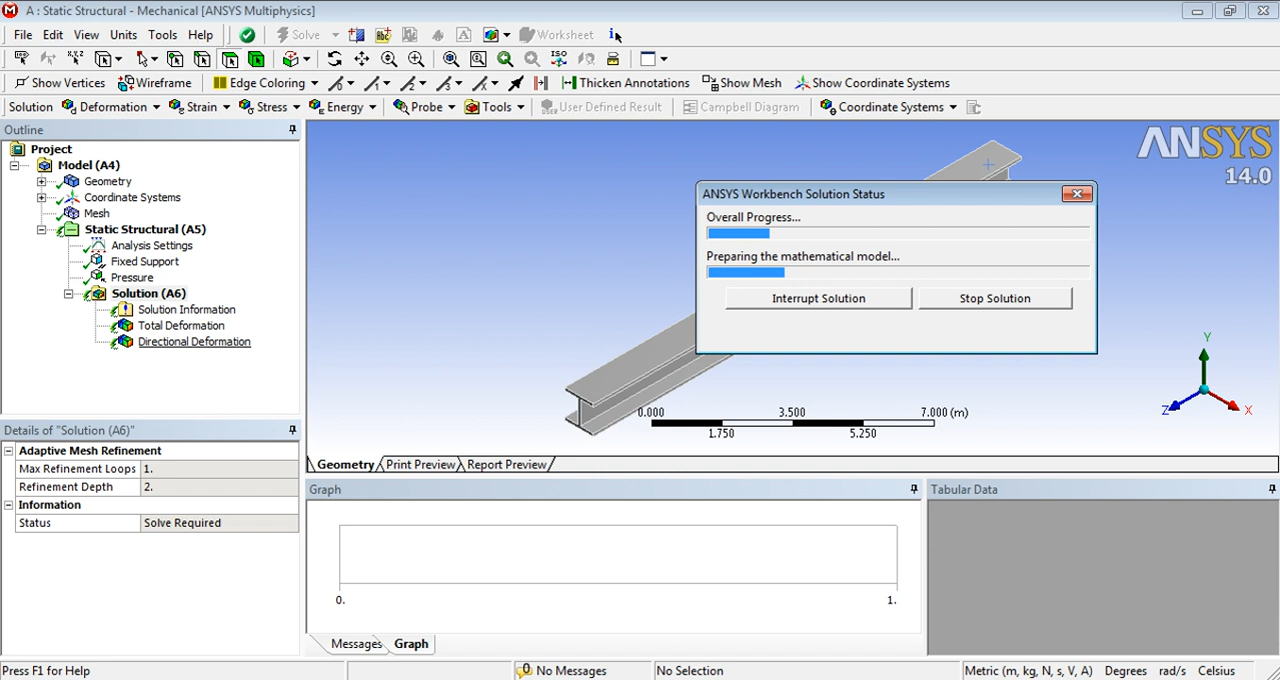 A : Static Structural - Mechanical [ANSYS Multiphysics]
File Edit View Units Tools Help Solve Worksheet
Show Vertices Wireframe Edge Coloring Thicken Annotations Show Mesh Show Coordinate Systems
Solution Deformation Strain Stress Energy Probe Tools User Defined Result Campbell Diagram Coordinate Systems
Outline
Project
Model (A4)
Geometry
Coordinate Systems
Mesh
Static Structural (A5)
Analysis Settings
Fixed Support
Pressure
Solution (A6)
Solution Information
Total Deformation
Directional Deformation
Details of "Solution (A6)"
Adaptive Mesh Refinement
Max Refinement Loops 1.
Refinement Depth 2.
Information
Status Solve Required
ANSYS
14.0
ANSYS Workbench Solution Status
Overall Progress...
Preparing the mathematical model...
Interrupt Solution Stop Solution
Y
Z X
0.000 3.500 7.000 (m)
1.750 5.250
Geometry Print Preview Report Preview
Graph
0. 1.
Messages Graph
Tabular Data
Press F1 for Help 0 No Messages No Selection Metric (m, kg, N, s, V, A) Degrees rad/s Celsius